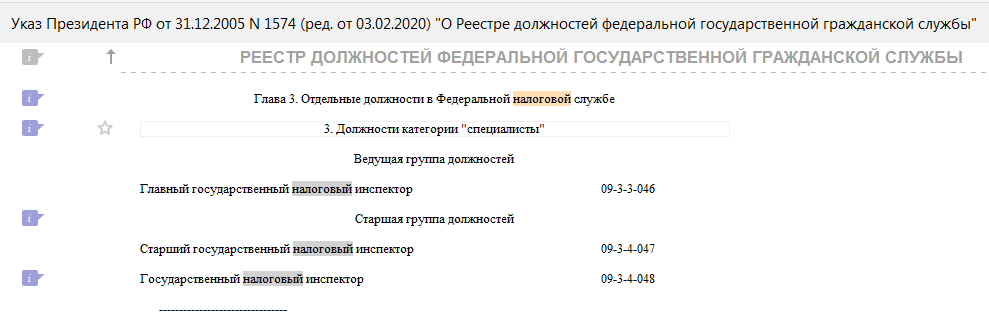 Указ Президента РФ от 31.12.2005 N 1574 (ред. от 03.02.2020) "О Реестре должностей федеральной государственной гражданской службы"
РЕЕСТР ДОЛЖНОСТЕЙ ФЕДЕРАЛЬНОЙ ГОСУДАРСТВЕННОЙ ГРАЖДАНСКОЙ СЛУЖБЫ
Глава 3. Отдельные должности в Федеральной налоговой службе
3. Должности категории "специалисты"
Ведущая группа должностей
Главный государственный налоговый инспектор 09-3-3-046
Старшая группа должностей
Старший государственный налоговый инспектор 09-3-4-047
Государственный налоговый инспектор 09-3-4-048